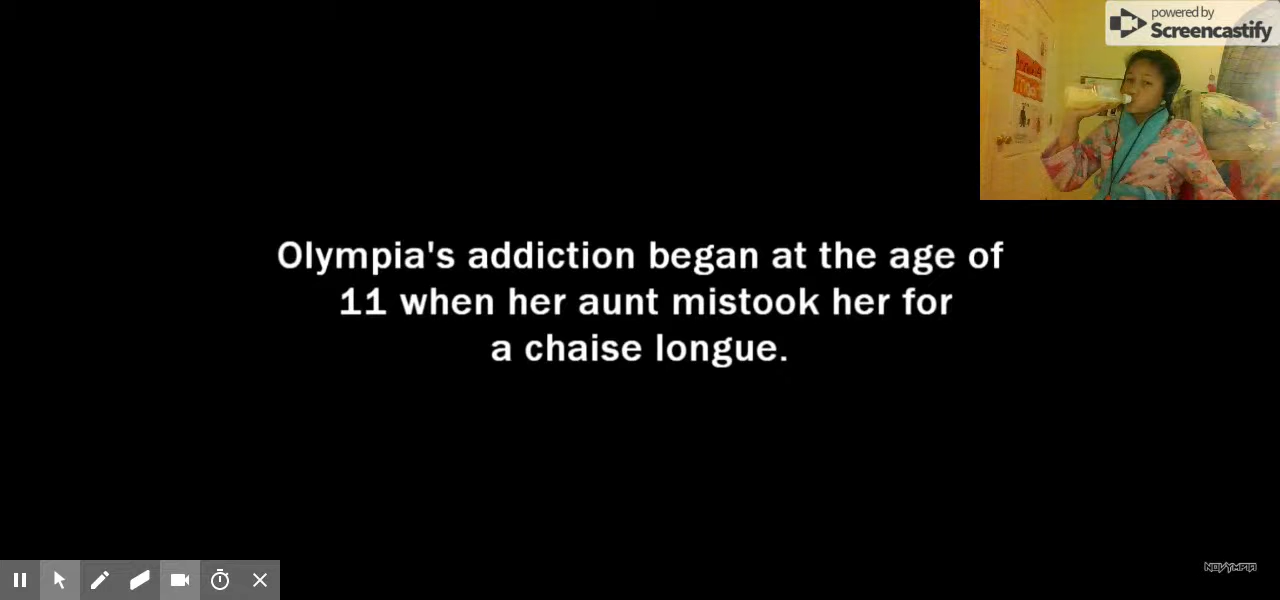 powered by
Screencastify
Olympia's addiction began at the age of
11 when her aunt mistook her for
a chaise longue.
NOVYMPIA